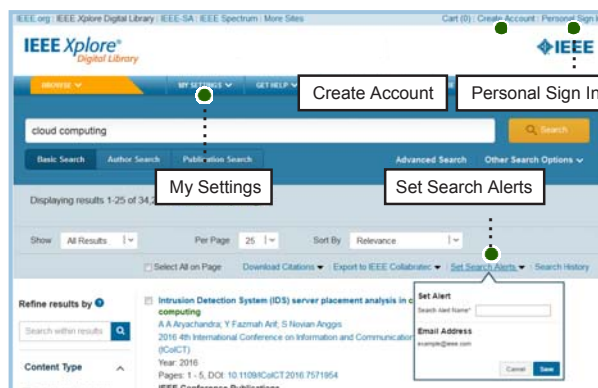 IEEE.org | IEEE Xplore Digital Library | IEEE-SA | IEEE Spectrum | More Sites
Cart (0) | Create Account | Personal Sign In
IEEE Xplore®
Digital Library
IEEE
BROWSE
MY SETTINGS
GET HELP
Create Account
Personal Sign In
cloud computing
Search
Basic Search
Author Search
Publication Search
Advanced Search
Other Search Options
My Settings
Set Search Alerts
Displaying results 1-25 of 34,2
Show
All Results
Per Page
25
Sort By
Relevance
Select All on Page
Download Citations
Export to IEEE Collabratec
Set Search Alerts
Search History
Refine results by
Search within results
Content Type
Intrusion Detection System (IDS) server placement analysis in c
computing
A A Aryachandra; Y Fazmah Arif; S Novian Anggis
2016 4th International Conference on Information and Communication
(ICoICT)
Year: 2016
Pages: 1 - 5, DOI: 10.1109/ICoICT.2016.7571954
IEEE Conference Publications
Set Alert
Search Alert Name*
Email Address
example@ieee.com
Cancel
Save